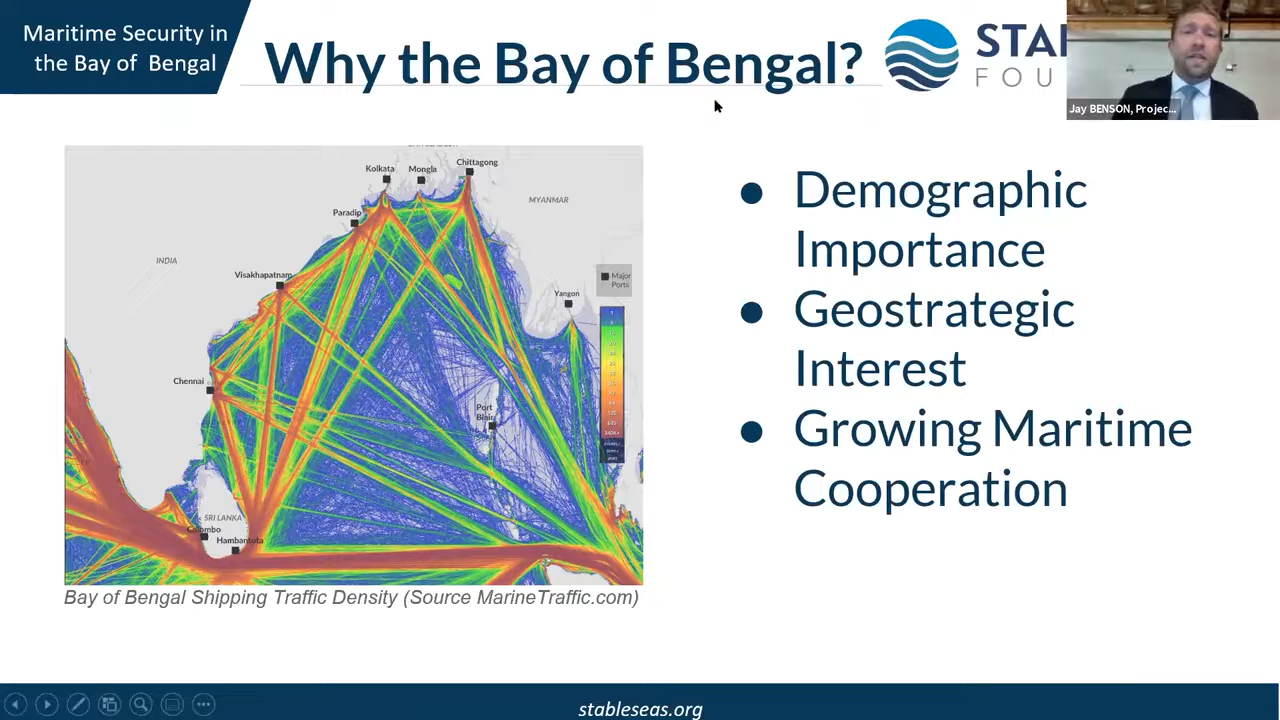 Maritime Security in
the Bay of Bengal
Why the Bay of Bengal?
Jay BENSON, Projec...
Kolkata
Mongla
Chittagong
MYANMAR
Paradip
INDIA
Visakhapatnam
Major
Ports
Yangon
Chennai
Port
Blair
SRI LANKA
Colombo
Hambantota
Bay of Bengal Shipping Traffic Density (Source MarineTraffic.com)
● Demographic
Importance
● Geostrategic
Interest
● Growing Maritime
Cooperation
stableseas.org